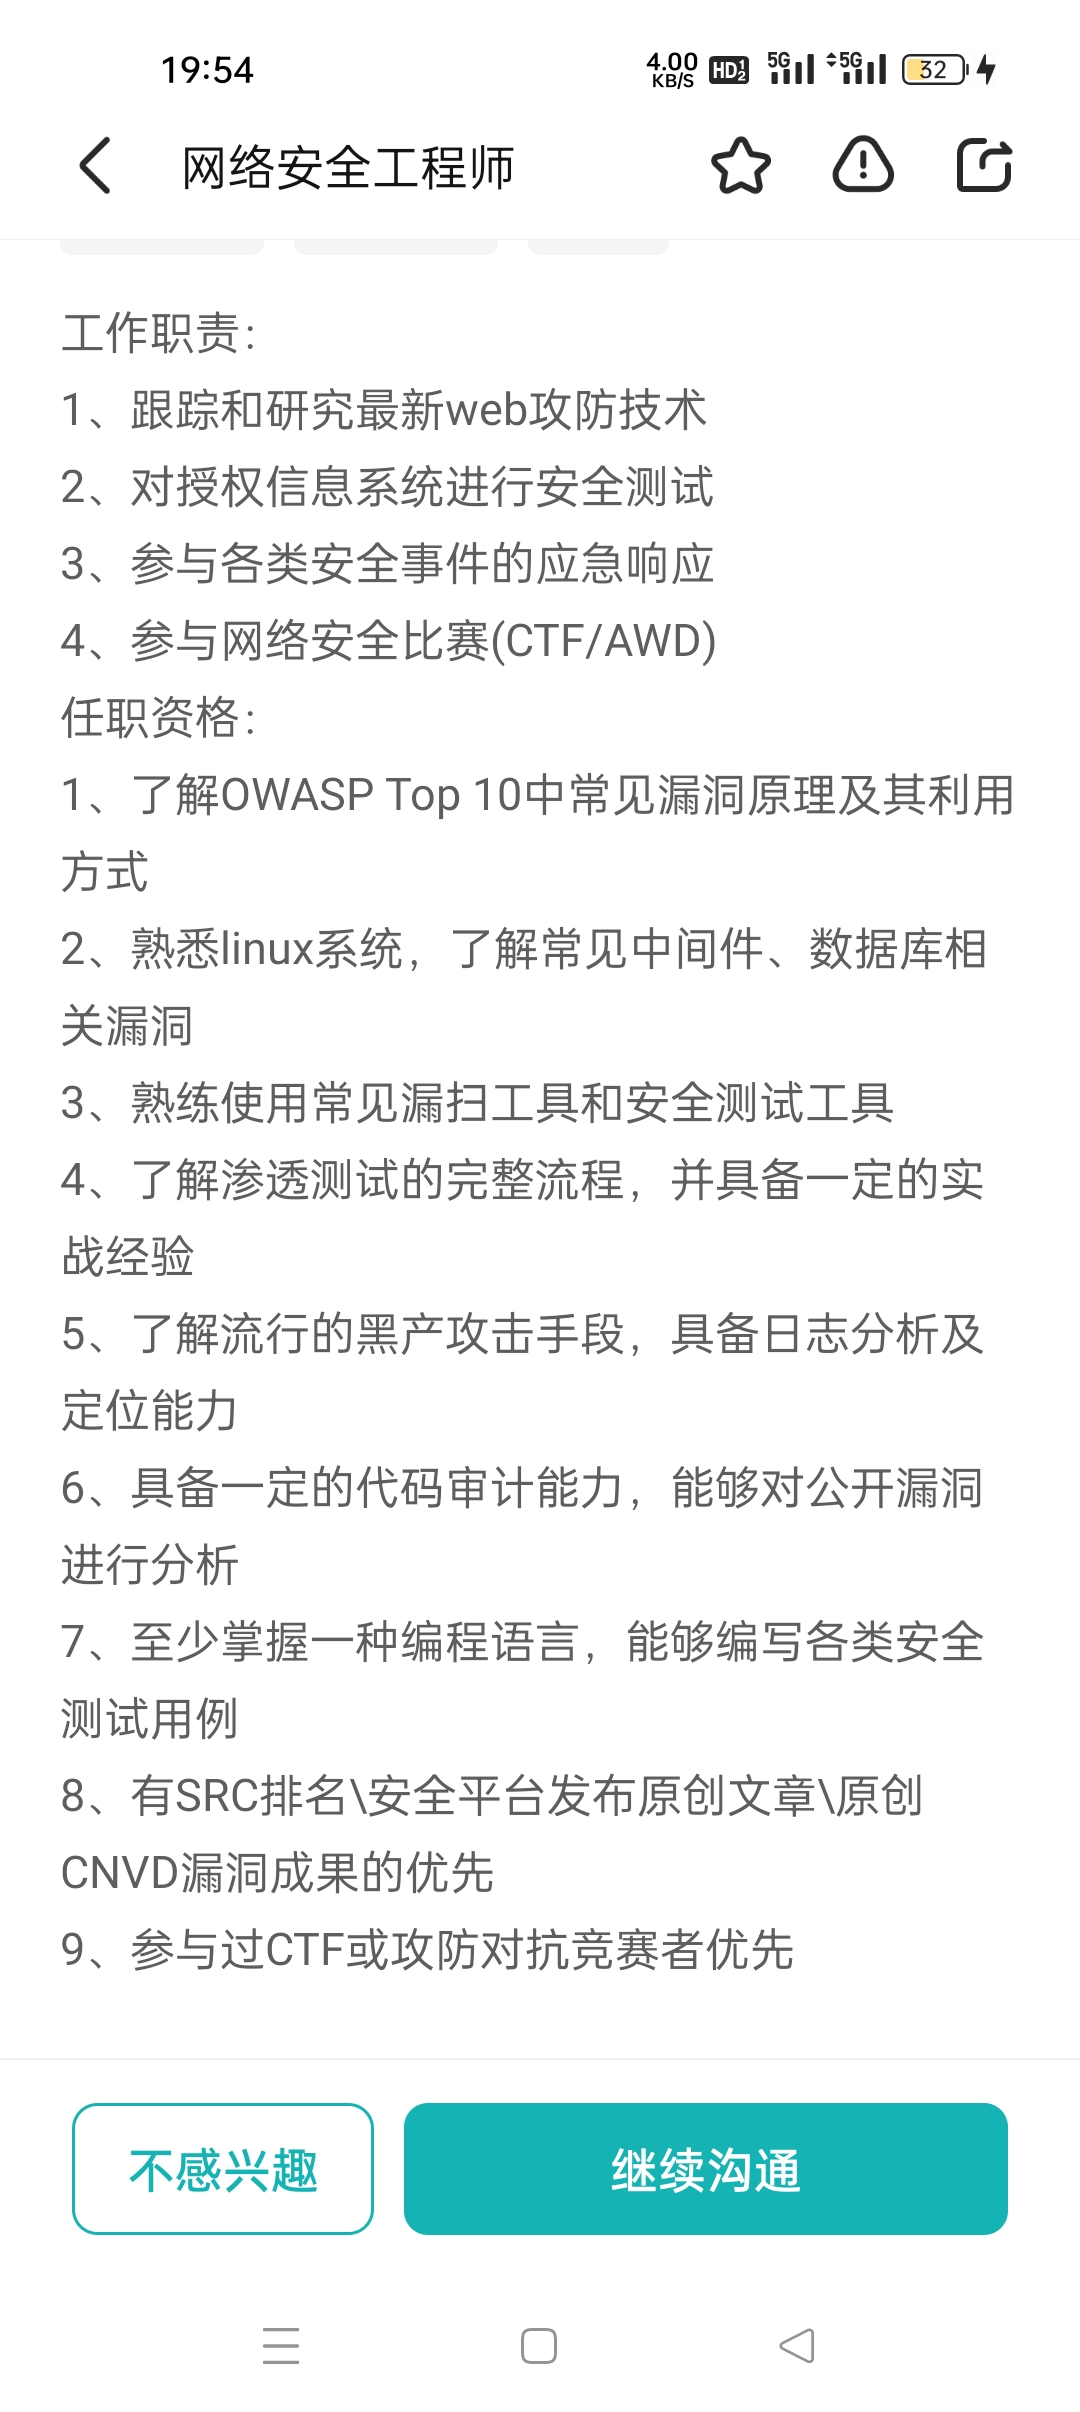 19:54
4.00 KB/S HD 1 2 5G 5G 32
网络安全工程师
工作职责：
1、跟踪和研究最新web攻防技术
2、对授权信息系统进行安全测试
3、参与各类安全事件的应急响应
4、参与网络安全比赛(CTF/AWD)
任职资格：
1、了解OWASP Top 10中常见漏洞原理及其利用
方式
2、熟悉linux系统，了解常见中间件、数据库相
关漏洞
3、熟练使用常见漏扫工具和安全测试工具
4、了解渗透测试的完整流程，并具备一定的实
战经验
5、了解流行的黑产攻击手段，具备日志分析及
定位能力
6、具备一定的代码审计能力，能够对公开漏洞
进行分析
7、至少掌握一种编程语言，能够编写各类安全
测试用例
8、有SRC排名\安全平台发布原创文章\原创
CNVD漏洞成果的优先
9、参与过CTF或攻防对抗竞赛者优先
不感兴趣
继续沟通